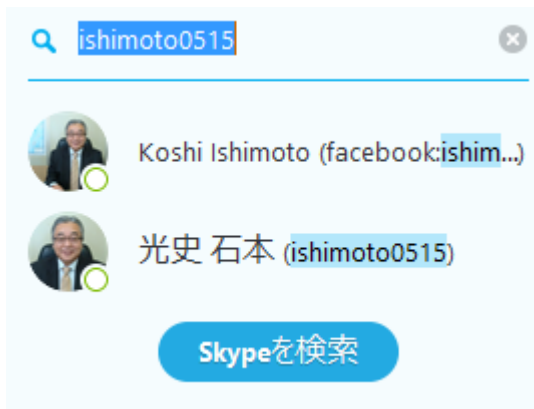 ishimoto0515
Koshi Ishimoto (facebook:ishim...)
光史 石本 (ishimoto0515)
Skypeを検索